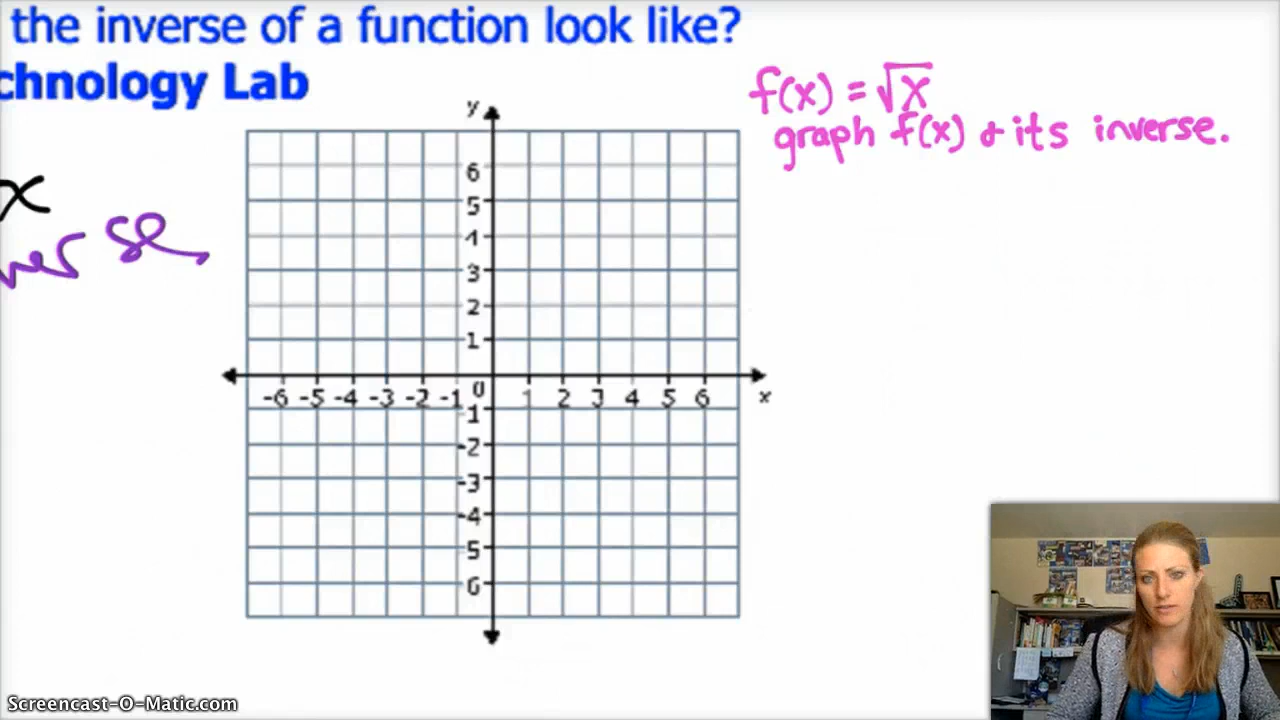 the inverse of a function look like?
chnology Lab
f(x) = √x
graph f(x) & its inverse.
x
verse
y
6
5
4
3
2
1
0
-6 -5 -4 -3 -2 -1 1 2 3 4 5 6
x
-1
-2
-3
-4
-5
6
Screencast-O-Matic.com